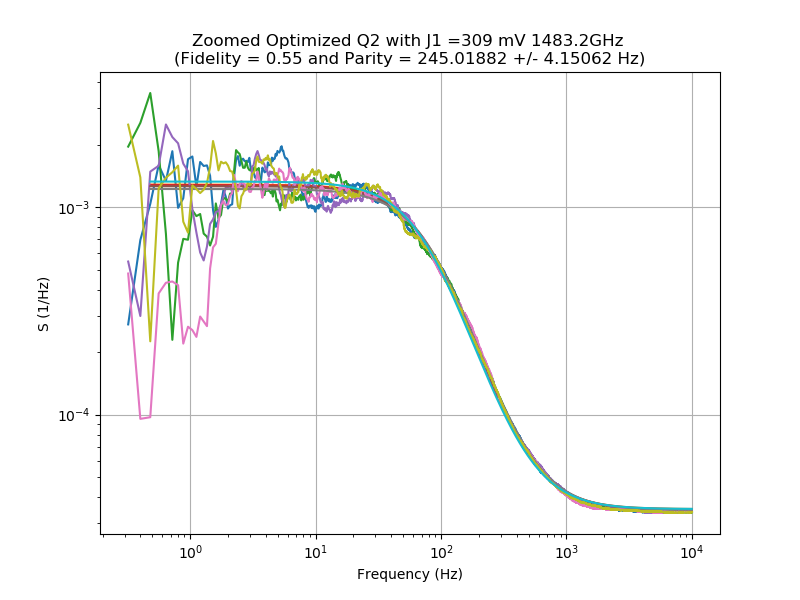 Zoomed Optimized Q2 with J1 =309 mV 1483.2GHz
(Fidelity = 0.55 and Parity = 245.01882 +/- 4.15062 Hz)
S (1/Hz)
10⁻³
10⁻⁴
10⁰ 10¹ 10² 10³ 10⁴
Frequency (Hz)